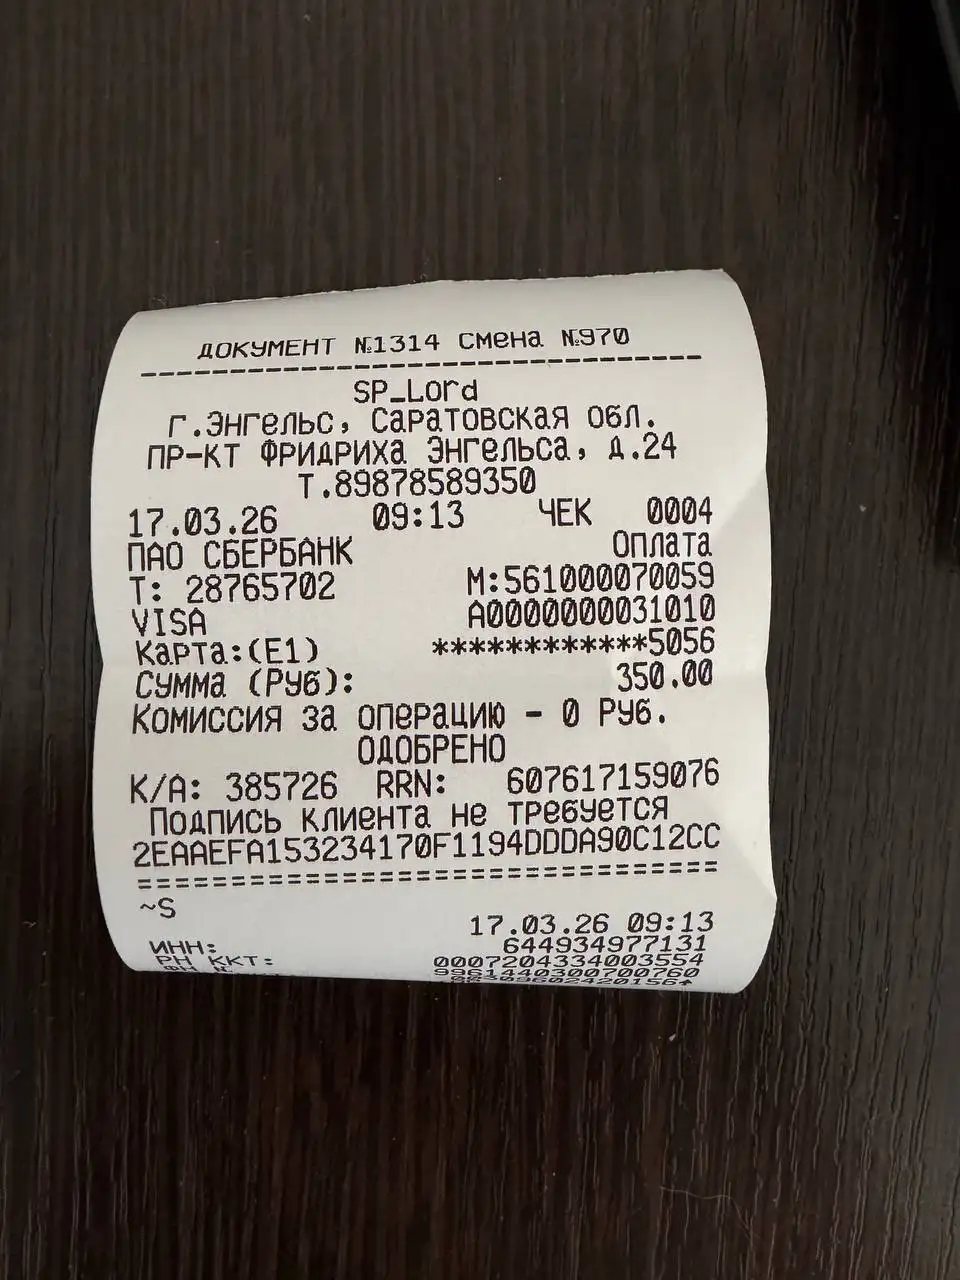 ДОКУМЕНТ №1314 СМЕНА №970
SP_Lord
г.Энгельс, Саратовская обл.
пр-кт Фридриха Энгельса, д.24
т.89878589350
17.03.26 09:13 ЧЕК 0004
ПАО СБЕРБАНК Оплата
Т: 28765702 М:561000070059
VISA A0000000031010
Карта:(E1) ************5056
Сумма (Руб): 350.00
Комиссия за операцию - 0 Руб.
ОДОБРЕНО
К/А: 385726 RRN: 607617159076
Подпись клиента не требуется
2EAAEFA153234170F1194DDDA90C12CC
==============================
~S
17.03.26 09:13
ИНН: 644934977131
РН ККТ: 0007204334003554
9961440300700760